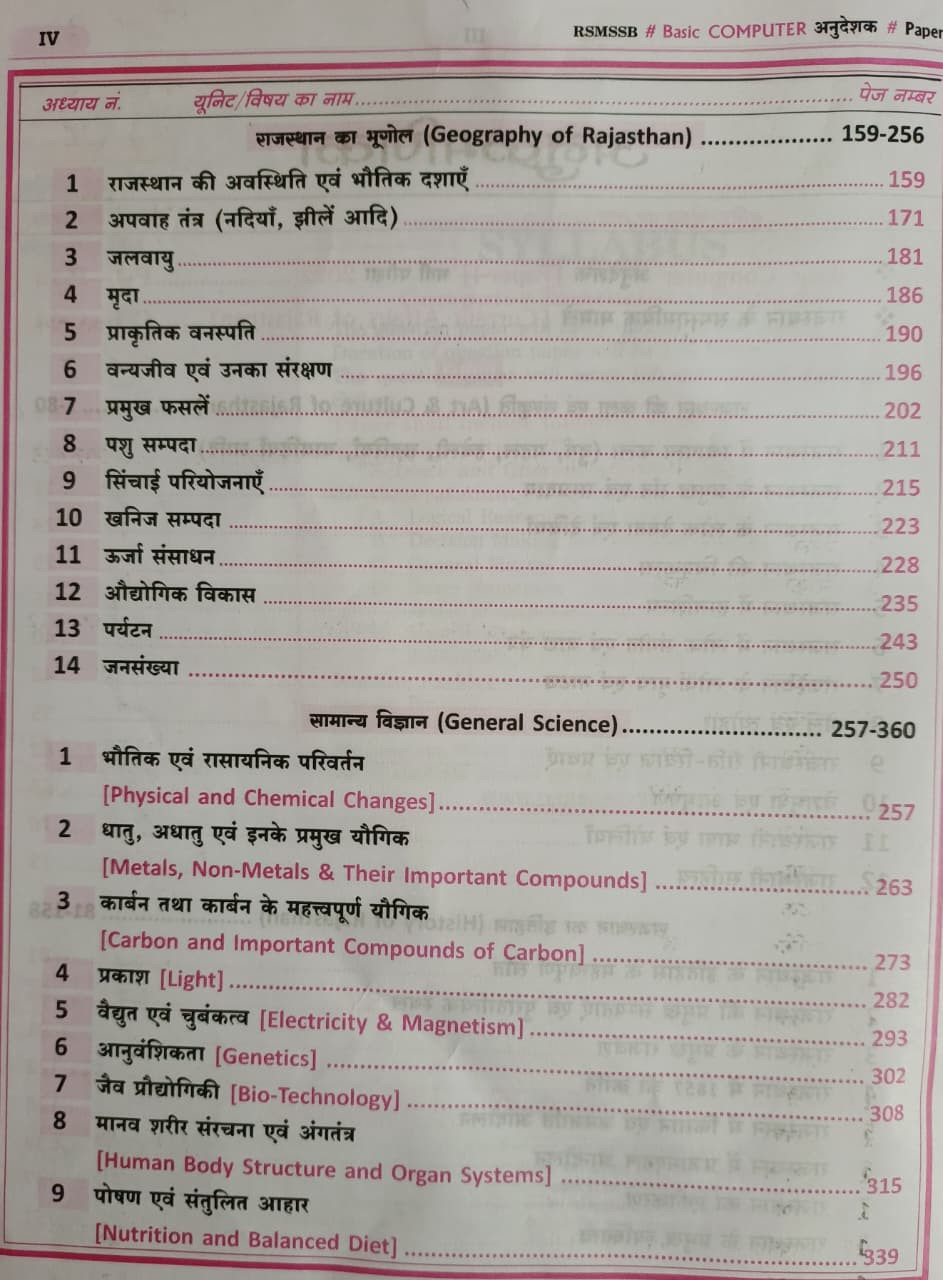 IV
RSMSSB # Basic COMPUTER अनुदेशक # Paper
अध्याय नं. यूनिट/विषय का नाम.......... पेज नम्बर
राजस्थान का भूगोल (Geography of Rajasthan) .......... 159-256
1 राजस्थान की अवस्थिति एवं भौतिक दशाएँ .......... 159
2 अपवाह तंत्र (नदियाँ, झीलें आदि) .......... 171
3 जलवायु .......... 181
4 मृदा .......... 186
5 प्राकृतिक वनस्पति .......... 190
6 वन्यजीव एवं उनका संरक्षण .......... 196
7 प्रमुख फसलें .......... 202
8 पशु सम्पदा .......... 211
9 सिंचाई परियोजनाएँ .......... 215
10 खनिज सम्पदा .......... 223
11 ऊर्जा संसाधन .......... 228
12 औद्योगिक विकास .......... 235
13 पर्यटन .......... 243
14 जनसंख्या .......... 250
सामान्य विज्ञान (General Science).......... 257-360
1 भौतिक एवं रासायनिक परिवर्तन
[Physical and Chemical Changes].......... 257
2 धातु, अधातु एवं इनके प्रमुख यौगिक
[Metals, Non-Metals & Their Important Compounds] .......... 263
3 कार्बन तथा कार्बन के महत्त्वपूर्ण यौगिक
[Carbon and Important Compounds of Carbon] .......... 273
4 प्रकाश [Light] .......... 282
5 वैद्युत एवं चुबंकत्व [Electricity & Magnetism] .......... 293
6 आनुवंशिकता [Genetics] .......... 302
7 जैव प्रौद्योगिकी [Bio-Technology] .......... 308
8 मानव शरीर संरचना एवं अंगतंत्र
[Human Body Structure and Organ Systems] .......... 315
9 पोषण एवं संतुलित आहार
[Nutrition and Balanced Diet] .......... 339